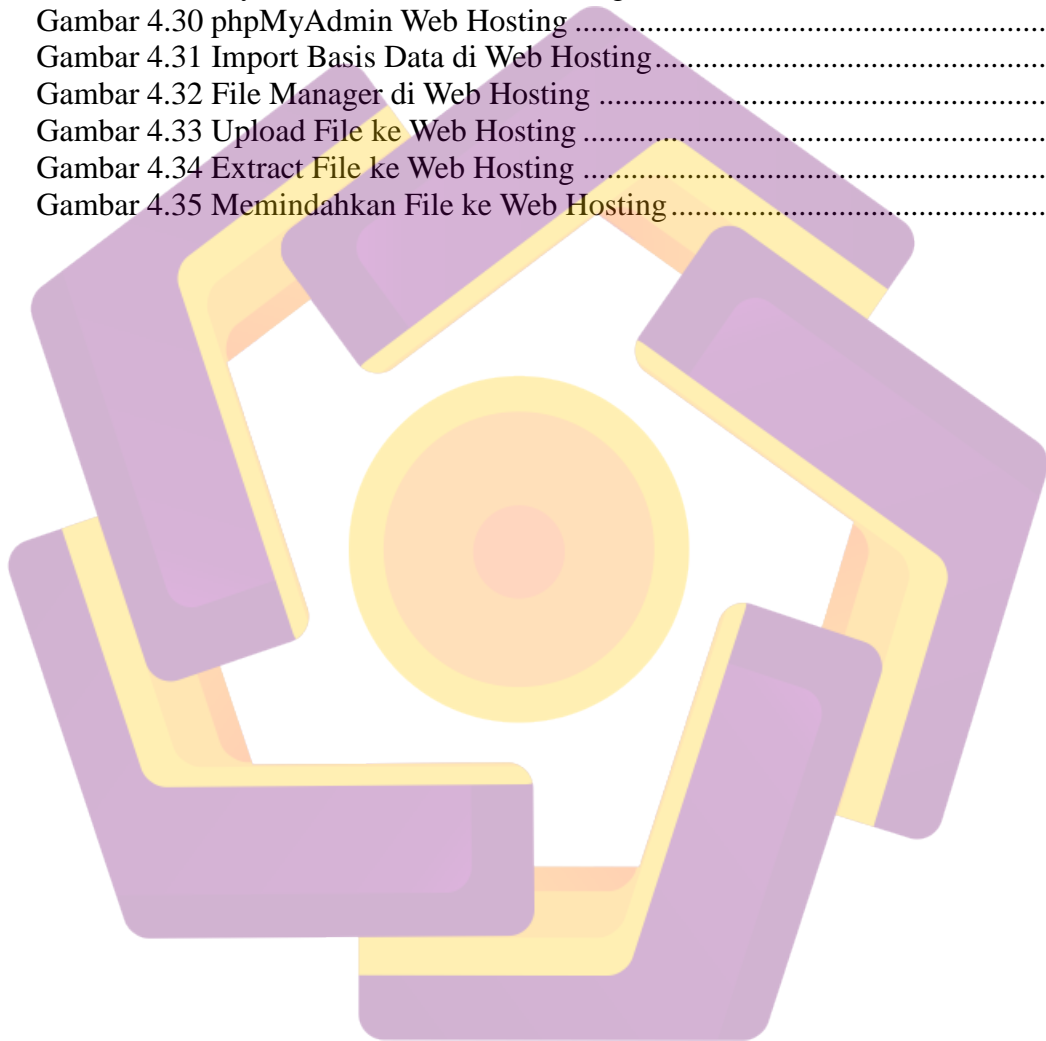 Gambar 4.30 phpMyAdmin Web Hosting ..................................................
Gambar 4.31 Import Basis Data di Web Hosting..........................................
Gambar 4.32 File Manager di Web Hosting ...............................................
Gambar 4.33 Upload File ke Web Hosting .................................................
Gambar 4.34 Extract File ke Web Hosting .................................................
Gambar 4.35 Memindahkan File ke Web Hosting........................................